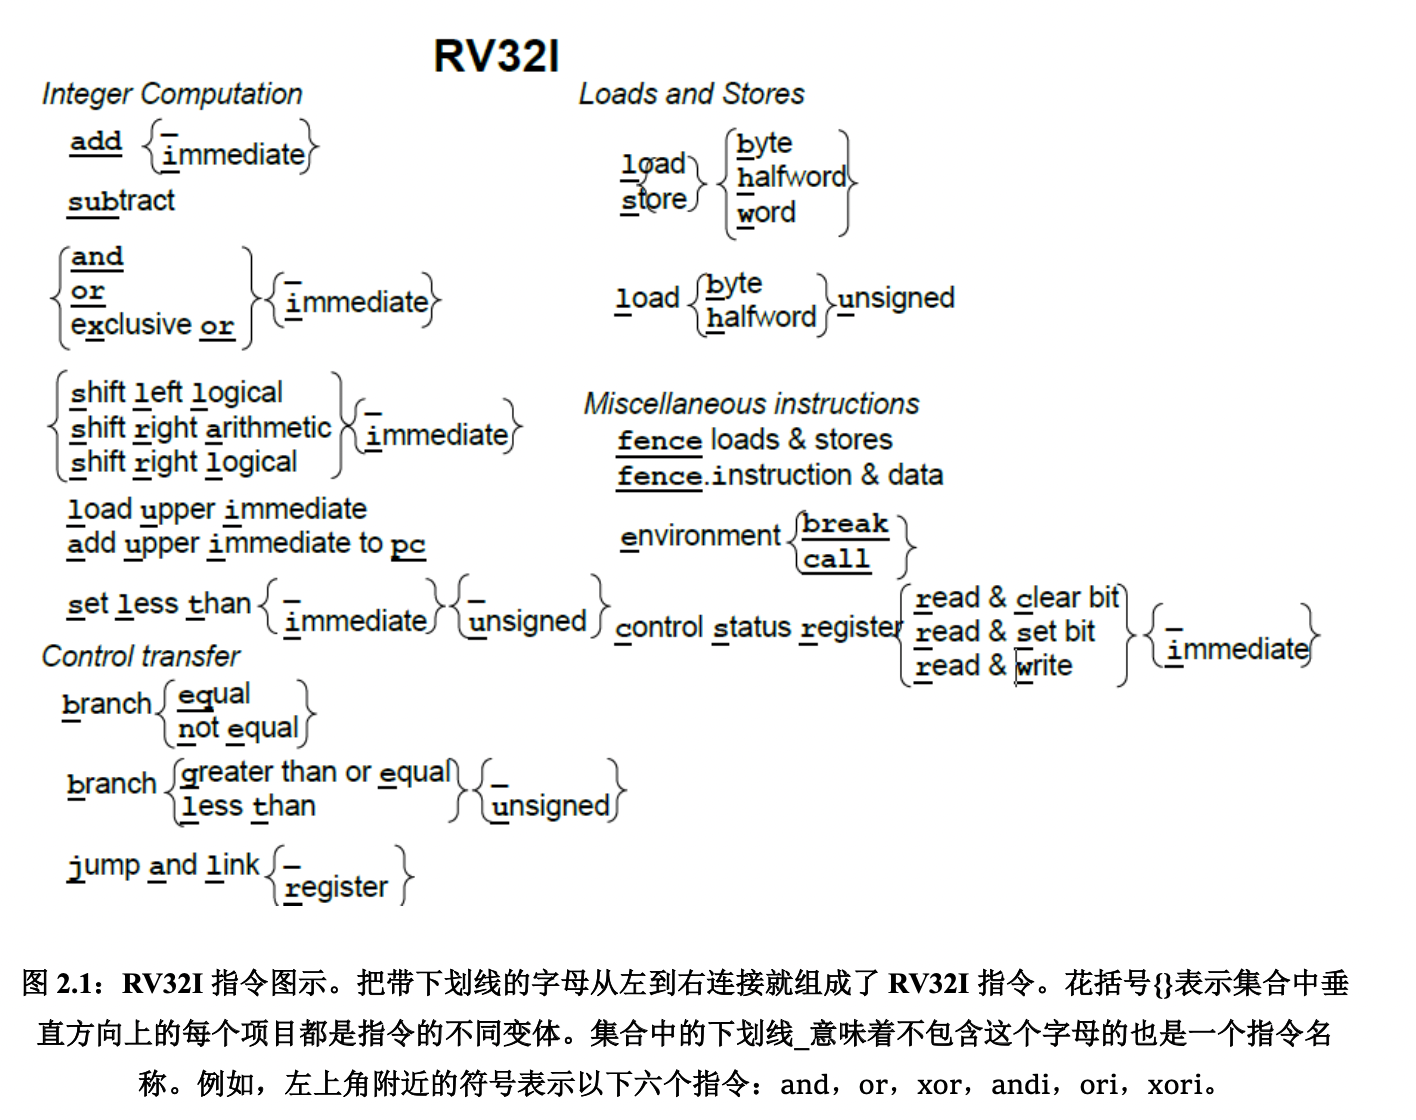 RV32I
Integer Computation
add { _
immediate }
subtract
{ and
or
exclusive or } { _
immediate }
{ shift left logical
shift right arithmetic
shift right logical } { _
immediate }
load upper immediate
add upper immediate to pc
set less than { _
immediate } { _
unsigned }
Control transfer
branch { equal
not equal }
branch { greater than or equal
less than } { _
unsigned }
jump and link { _
register }
Loads and Stores
{ load
store } { byte
halfword
word }
load { byte
halfword } unsigned
Miscellaneous instructions
fence loads & stores
fence.instruction & data
environment { break
call }
control status register { read & clear bit
read & set bit
read & write } { _
immediate }
图 2.1：RV32I 指令图示。把带下划线的字母从左到右连接就组成了 RV32I 指令。花括号{}表示集合中垂
直方向上的每个项目都是指令的不同变体。集合中的下划线_意味着不包含这个字母的也是一个指令名
称。例如，左上角附近的符号表示以下六个指令：and，or，xor，andi，ori，xori。